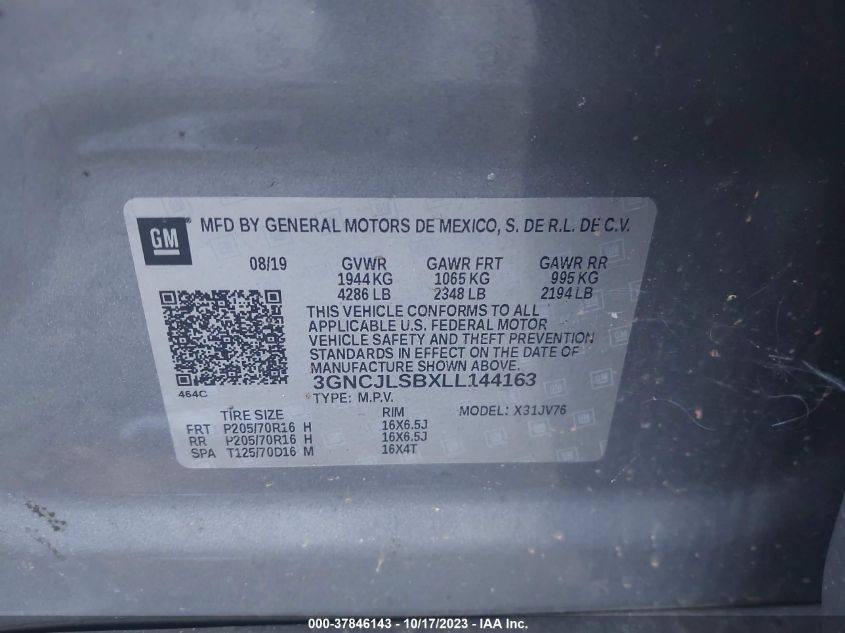 GM
MFD BY GENERAL MOTORS DE MEXICO, S. DE R.L. DE C.V.
08/19 GVWR GAWR FRT GAWR RR
1944 KG 1065 KG 995 KG
4286 LB 2348 LB 2194 LB
THIS VEHICLE CONFORMS TO ALL
APPLICABLE U.S. FEDERAL MOTOR
VEHICLE SAFETY AND THEFT PREVENTION
STANDARDS IN EFFECT ON THE DATE OF
MANUFACTURE SHOWN ABOVE.
464C 3GNCJLSBXLL144163
TYPE: M.P.V.
TIRE SIZE RIM MODEL: X31JV76
FRT P205/70R16 H 16X6.5J
RR P205/70R16 H 16X6.5J
SPA T125/70D16 M 16X4T
000-37846143 - 10/17/2023 - IAA Inc.